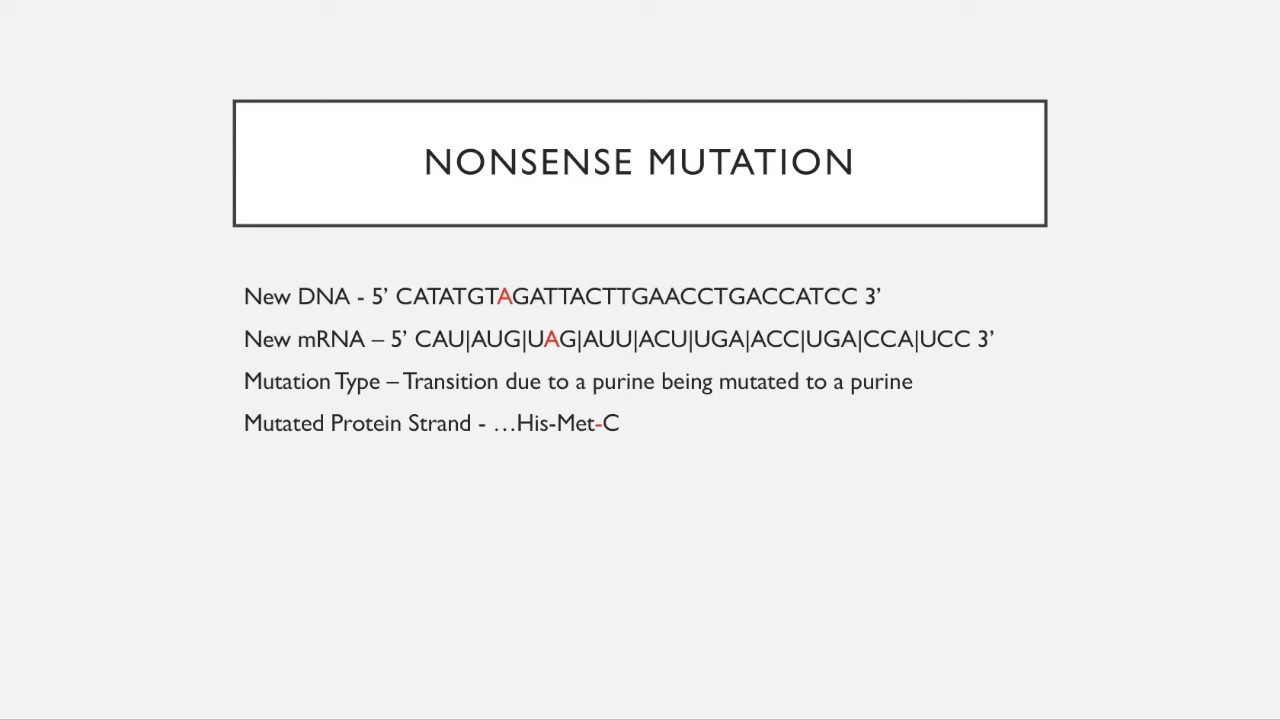 NONSENSE MUTATION
New DNA - 5’ CATATGTAGATTACTTGAACCTGACCATCC 3’
New mRNA – 5’ CAU|AUG|UAG|AUU|ACU|UGA|ACC|UGA|CCA|UCC 3’
Mutation Type – Transition due to a purine being mutated to a purine
Mutated Protein Strand - …His-Met-C